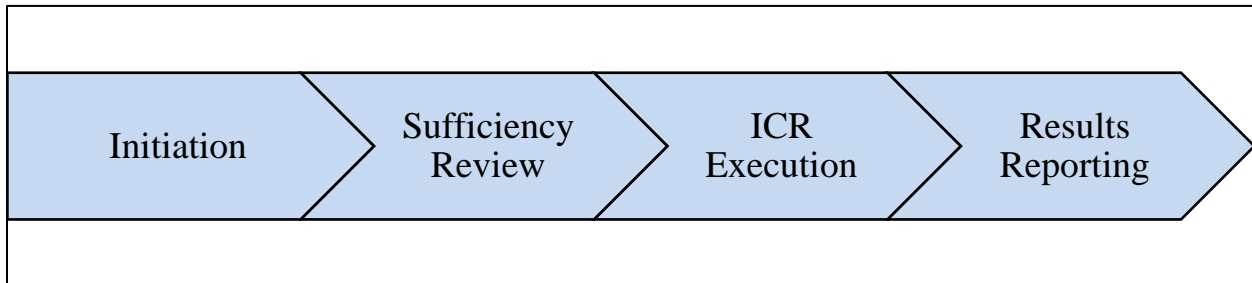 Initiation
Sufficiency
Review
ICR
Execution
Results
Reporting